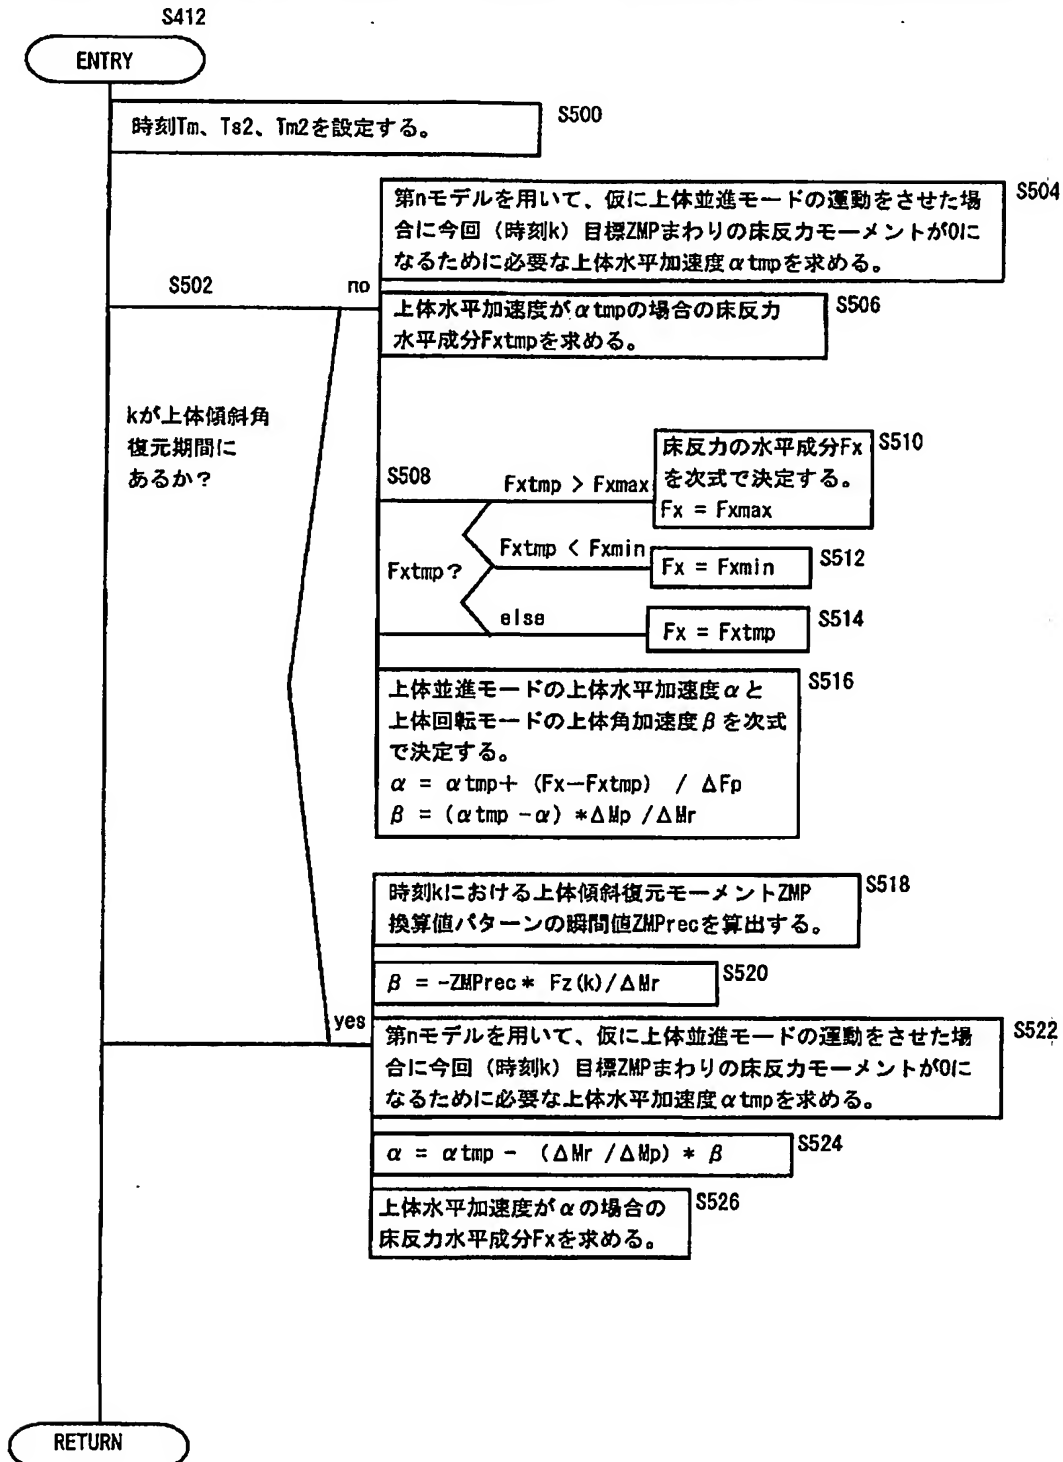 S412
ENTRY
S500
時刻Tm、Ts2、Tm2を設定する。
S504
第nモデルを用いて、仮に上体並進モードの運動をさせた場
合に今回（時刻k）目標ZMPまわりの床反力モーメントが0に
なるために必要な上体水平加速度αtmpを求める。
S502
no
S506
上体水平加速度がαtmpの場合の床反力
水平成分Fxtmpを求める。
kが上体傾斜角
復元期間に
あるか？
S508
Fxtmp？
Fxtmp > Fxmax
S510
床反力の水平成分Fx
を次式で決定する。
Fx = Fxmax
Fxtmp < Fxmin
S512
Fx = Fxmin
else
S514
Fx = Fxtmp
S516
上体並進モードの上体水平加速度αと
上体回転モードの上体角加速度βを次式
で決定する。
α = αtmp+ (Fx−Fxtmp) / ΔFp
β = (αtmp -α) *ΔMp /ΔMr
S518
時刻kにおける上体傾斜復元モーメントZMP
換算値パターンの瞬間値ZMPrecを算出する。
S520
β = -ZMPrec* Fz(k)/ΔMr
yes
S522
第nモデルを用いて、仮に上体並進モードの運動をさせた場
合に今回（時刻k）目標ZMPまわりの床反力モーメントが0に
なるために必要な上体水平加速度αtmpを求める。
S524
α = αtmp − (ΔMr /ΔMp) * β
S526
上体水平加速度がαの場合の
床反力水平成分Fxを求める。
RETURN